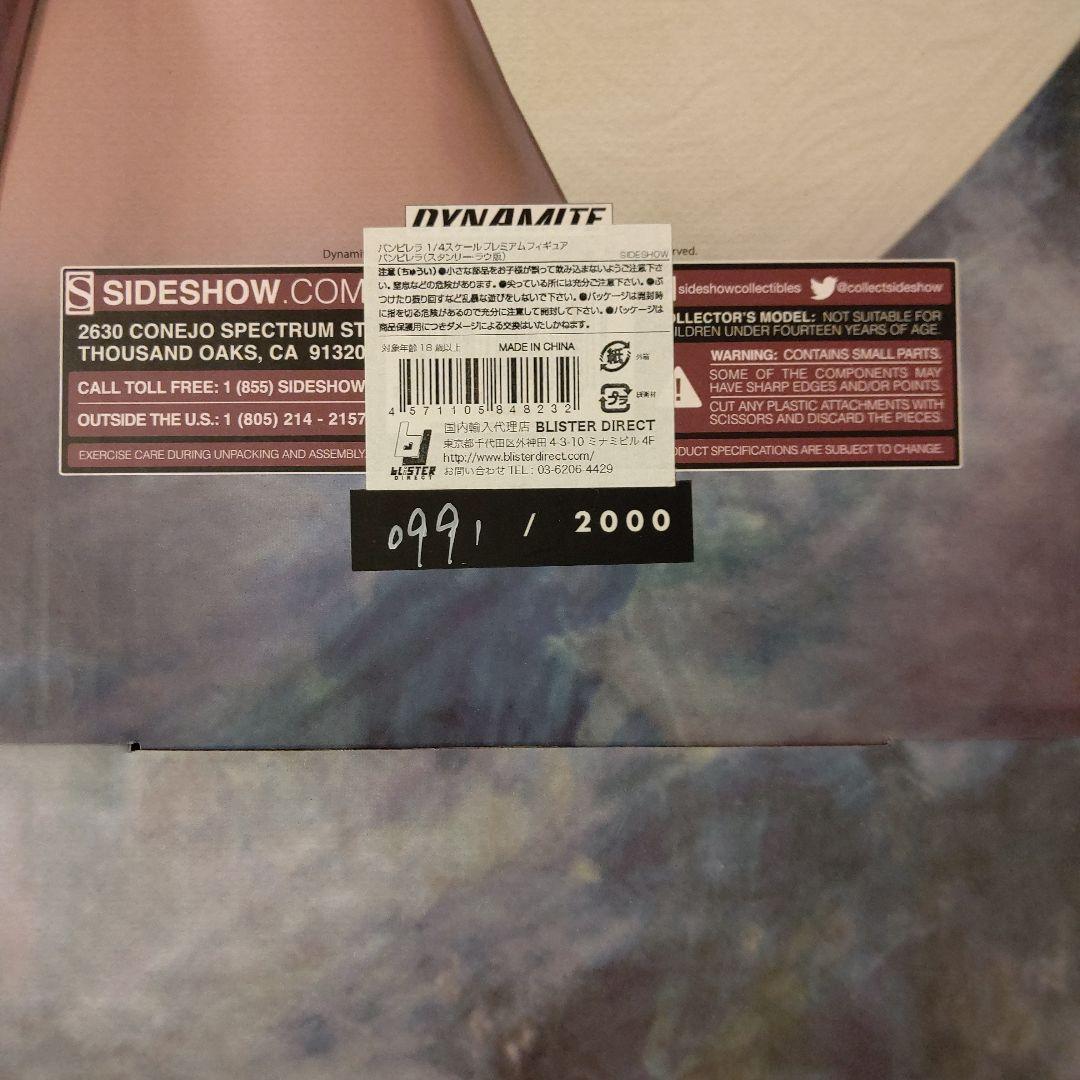 DYNAMITE
バンピレラ 1/4スケールプレミアムフィギュア
バンピレラ(スタンリー・ラウ版)
SIDESHOW
Dynami
rved.
注意(ちゅうい)●小さな部品をお子様が誤って飲み込まないようご注意下さ
い。窒息などの危険があります。●尖っている所には充分ご注意下さい。●ぶ
つけたり振り回すなど乱暴な遊びをしないで下さい。●パッケージは開封時
に指を切る危険があるので充分に注意して開封して下さい。●パッケージは
商品保護用につきダメージによる交換はいたしかねます。
対象年齢 18 歳以上
MADE IN CHINA
紙
外箱
プラ
緩衝材
4 571105 848232
国内輸入代理店 BLISTER DIRECT
東京都千代田区外神田 4-3-10 ミナミビル 4F
http://www.blisterdirect.com/
お問い合わせ TEL : 03-6206-4429
BLISTER
DIRECT
S SIDESHOW.COM
2630 CONEJO SPECTRUM ST
THOUSAND OAKS, CA 91320
CALL TOLL FREE: 1 (855) SIDESHOW
OUTSIDE THE U.S.: 1 (805) 214 - 2157
EXERCISE CARE DURING UNPACKING AND ASSEMBLY.
sideshowcollectibles @collectsideshow
OLLECTOR'S MODEL: NOT SUITABLE FOR
ILDREN UNDER FOURTEEN YEARS OF AGE.
WARNING: CONTAINS SMALL PARTS.
SOME OF THE COMPONENTS MAY
HAVE SHARP EDGES AND/OR POINTS.
CUT ANY PLASTIC ATTACHMENTS WITH
SCISSORS AND DISCARD THE PIECES.
ODUCT SPECIFICATIONS ARE SUBJECT TO CHANGE.
0991 / 2000